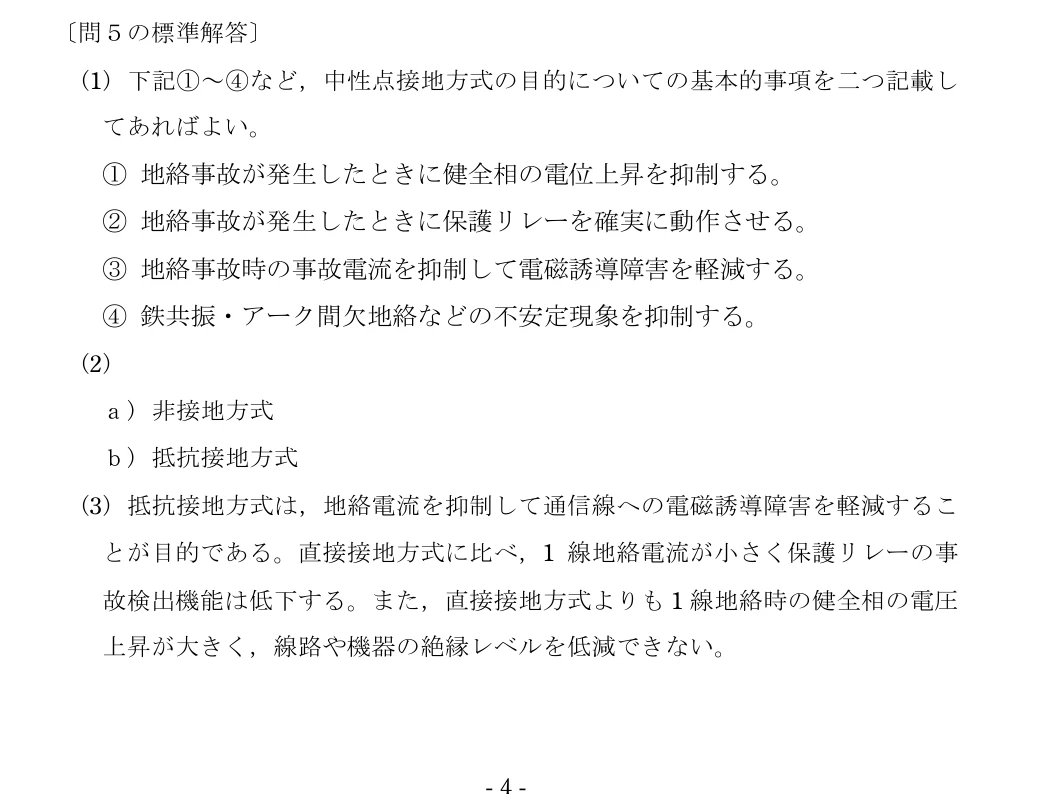 〔問５の標準解答〕
(1) 下記①～④など，中性点接地方式の目的についての基本的事項を二つ記載し
てあればよい。
① 地絡事故が発生したときに健全相の電位上昇を抑制する。
② 地絡事故が発生したときに保護リレーを確実に動作させる。
③ 地絡事故時の事故電流を抑制して電磁誘導障害を軽減する。
④ 鉄共振・アーク間欠地絡などの不安定現象を抑制する。
(2)
ａ）非接地方式
ｂ）抵抗接地方式
(3) 抵抗接地方式は，地絡電流を抑制して通信線への電磁誘導障害を軽減するこ
とが目的である。直接接地方式に比べ，1 線地絡電流が小さく保護リレーの事
故検出機能は低下する。また，直接接地方式よりも 1 線地絡時の健全相の電圧
上昇が大きく，線路や機器の絶縁レベルを低減できない。
- 4 -